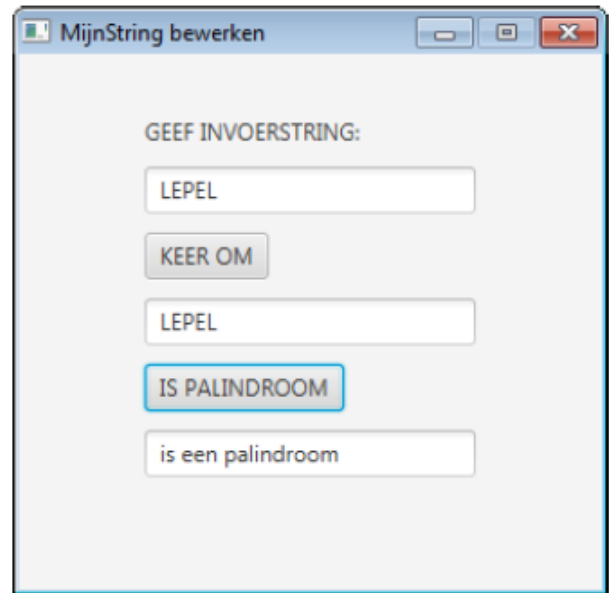 MijnString bewerken
GEEF INVOERSTRING:
LEPEL
KEER OM
LEPEL
IS PALINDROOM
is een palindroom